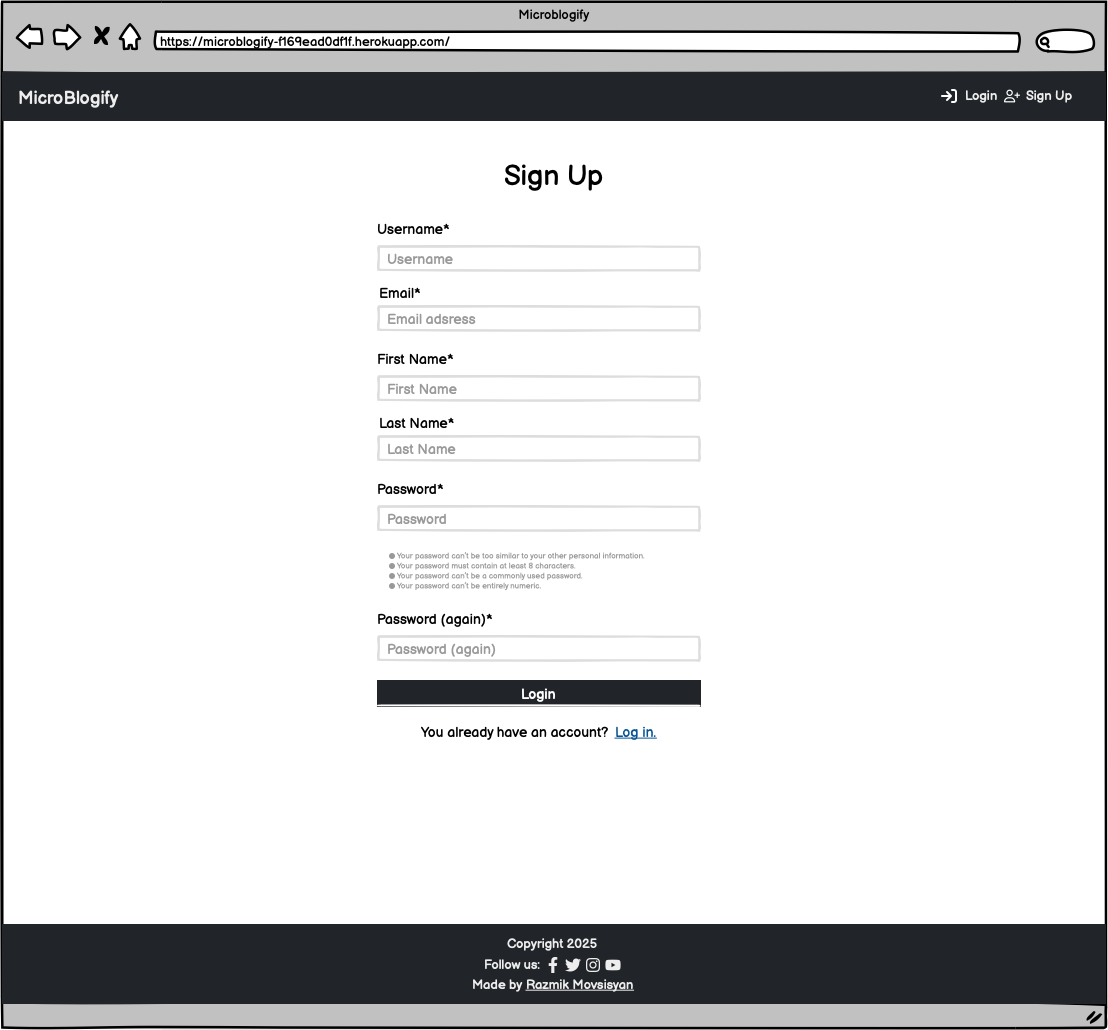 Microblogify
https://microblogify-f169ead0df1f.herokuapp.com/
MicroBlogify Login Sign Up
Sign Up
Username*
Username
Email*
Email adsress
First Name*
First Name
Last Name*
Last Name
Password*
Password
Your password can't be too similar to your other personal information.
Your password must contain at least 8 characters.
Your password can't be a commonly used password.
Your password can't be entirely numeric.
Password (again)*
Password (again)
Login
You already have an account? Log in.
Copyright 2025
Follow us:
Made by Razmik Movsisyan